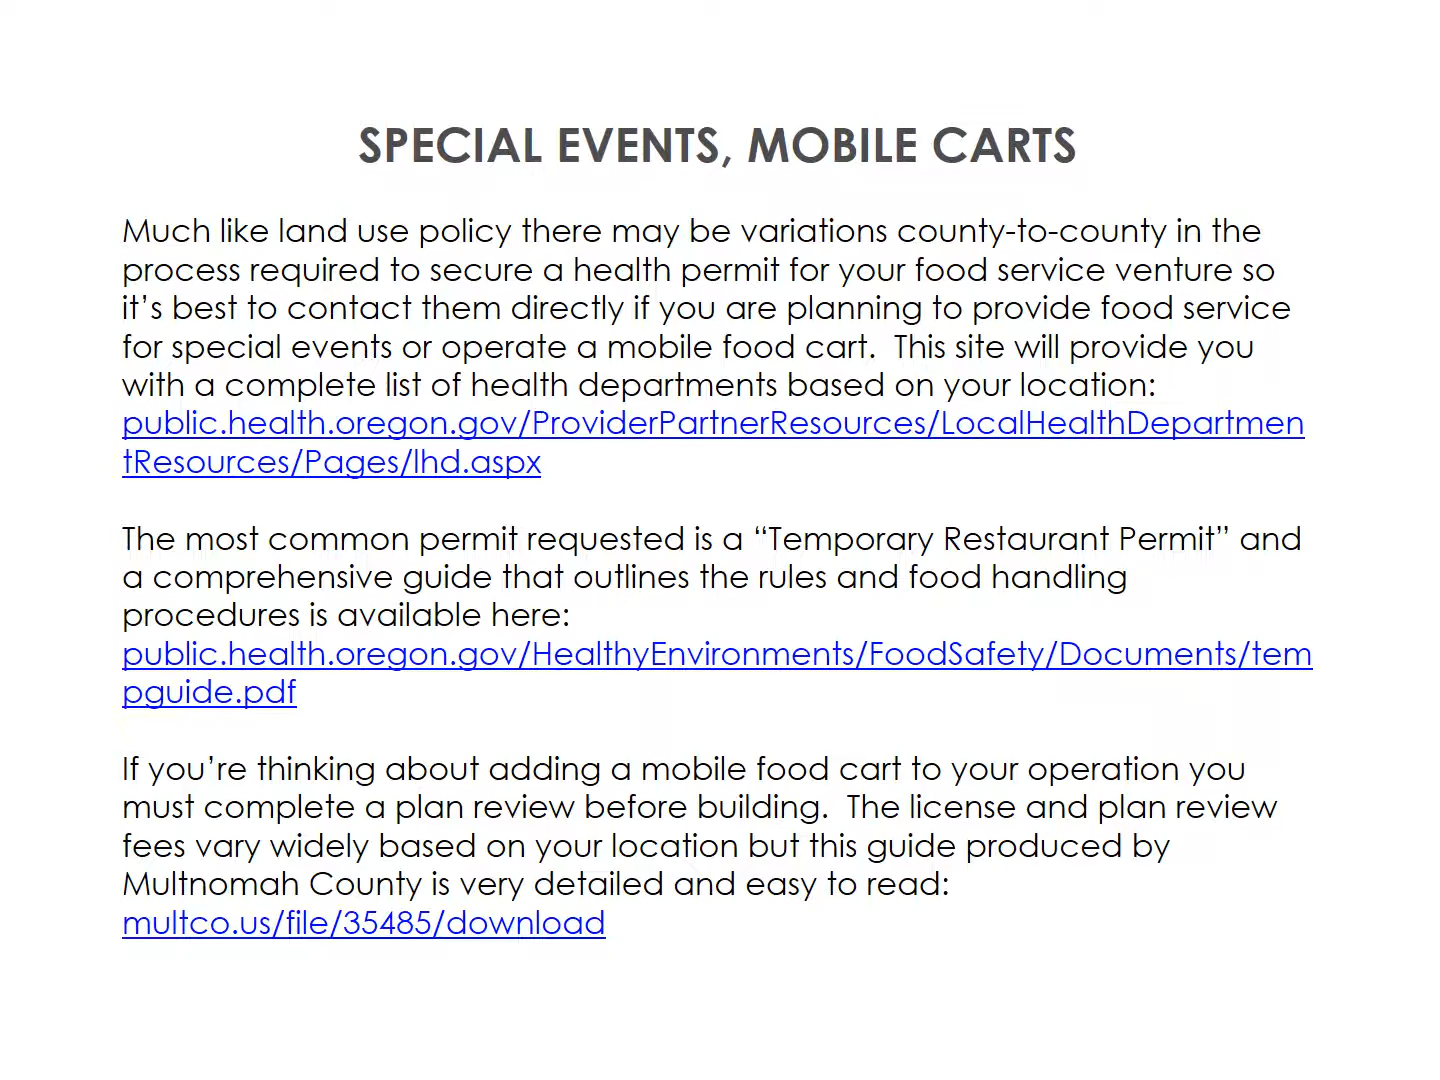 SPECIAL EVENTS, MOBILE CARTS
Much like land use policy there may be variations county-to-county in the
process required to secure a health permit for your food service venture so
it’s best to contact them directly if you are planning to provide food service
for special events or operate a mobile food cart.  This site will provide you
with a complete list of health departments based on your location:
public.health.oregon.gov/ProviderPartnerResources/LocalHealthDepartmen
tResources/Pages/lhd.aspx
The most common permit requested is a “Temporary Restaurant Permit” and
a comprehensive guide that outlines the rules and food handling
procedures is available here:
public.health.oregon.gov/HealthyEnvironments/FoodSafety/Documents/tem
pguide.pdf
If you’re thinking about adding a mobile food cart to your operation you
must complete a plan review before building.  The license and plan review
fees vary widely based on your location but this guide produced by
Multnomah County is very detailed and easy to read:
multco.us/file/35485/download